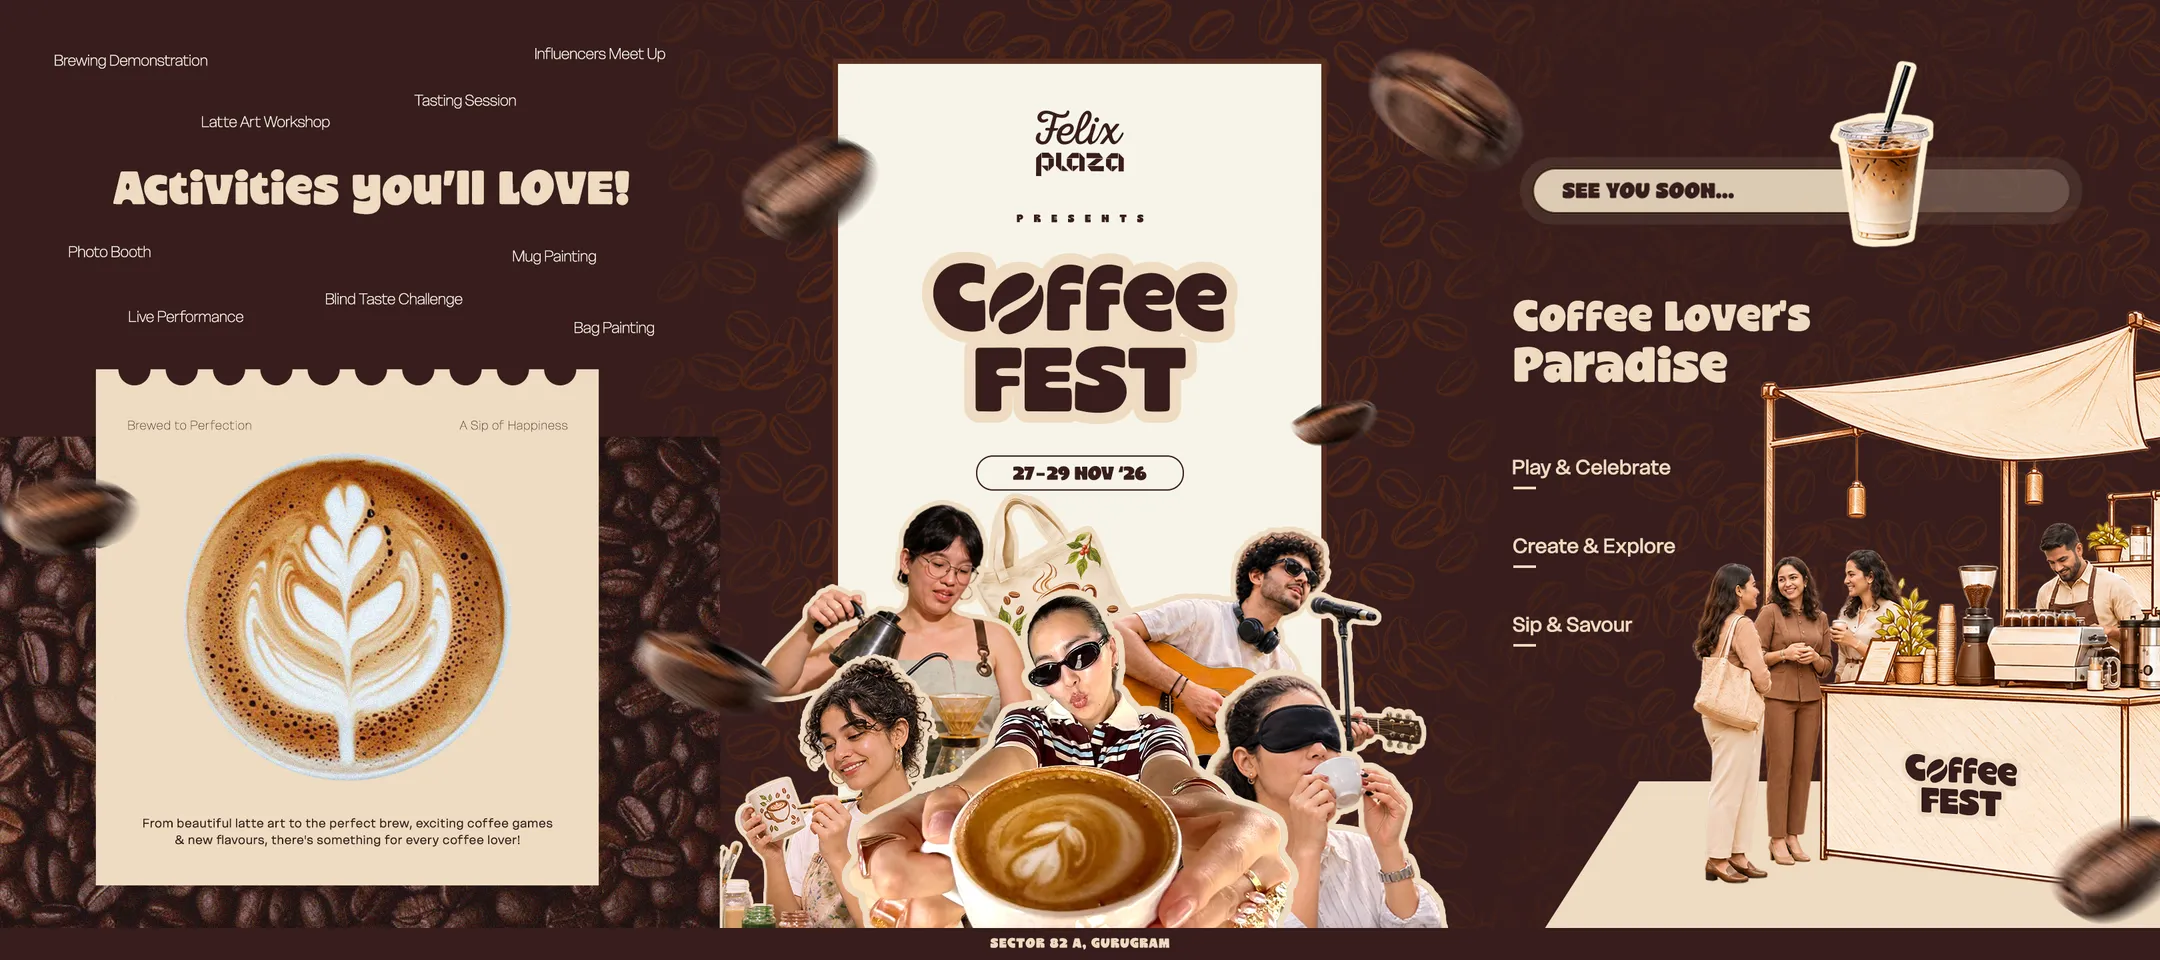 Brewing Demonstration
Influencers Meet Up
Tasting Session
Latte Art Workshop
Activities you'll LOVE!
Photo Booth
Mug Painting
Blind Taste Challenge
Live Performance
Bag Painting
Brewed to Perfection
A Sip of Happiness
From beautiful latte art to the perfect brew, exciting coffee games
& new flavours, there's something for every coffee lover!
Felix
plaza
PRESENTS
Coffee
FEST
27-29 NOV '26
SEE YOU SOON...
Coffee Lover's
Paradise
Play & Celebrate
Create & Explore
Sip & Savour
Coffee
FEST
SECTOR 82 A, GURUGRAM